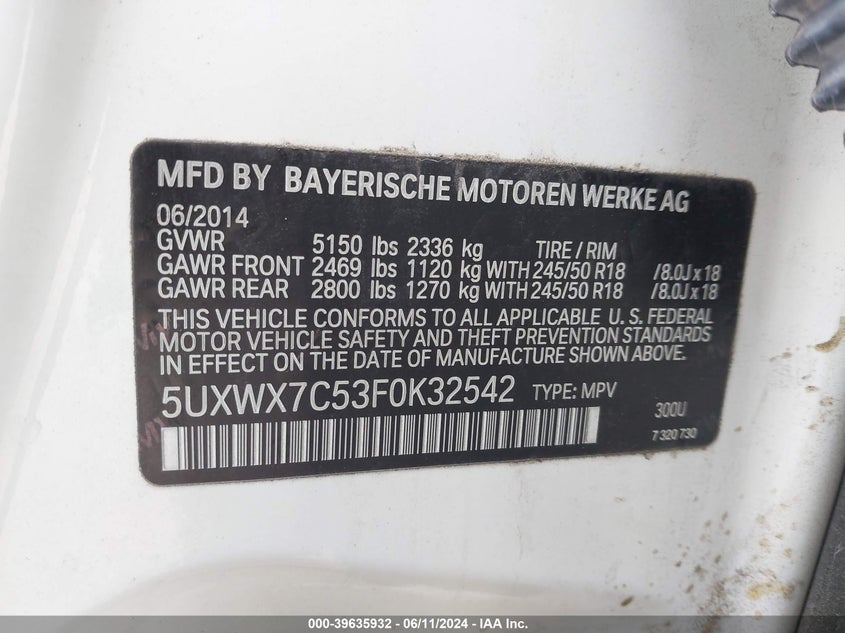 MFD BY BAYERISCHE MOTOREN WERKE AG
06/2014
GVWR 5150 lbs 2336 kg TIRE / RIM
GAWR FRONT 2469 lbs 1120 kg WITH 245/50 R18 /8.0J x 18
GAWR REAR 2800 lbs 1270 kg WITH 245/50 R18 /8.0J x 18
THIS VEHICLE CONFORMS TO ALL APPLICABLE U. S. FEDERAL
MOTOR VEHICLE SAFETY AND THEFT PREVENTION STANDARDS
IN EFFECT ON THE DATE OF MANUFACTURE SHOWN ABOVE.
5UXWX7C53F0K32542 TYPE: MPV 300U
7 320 730
000-39635932 - 06/11/2024 - IAA Inc.